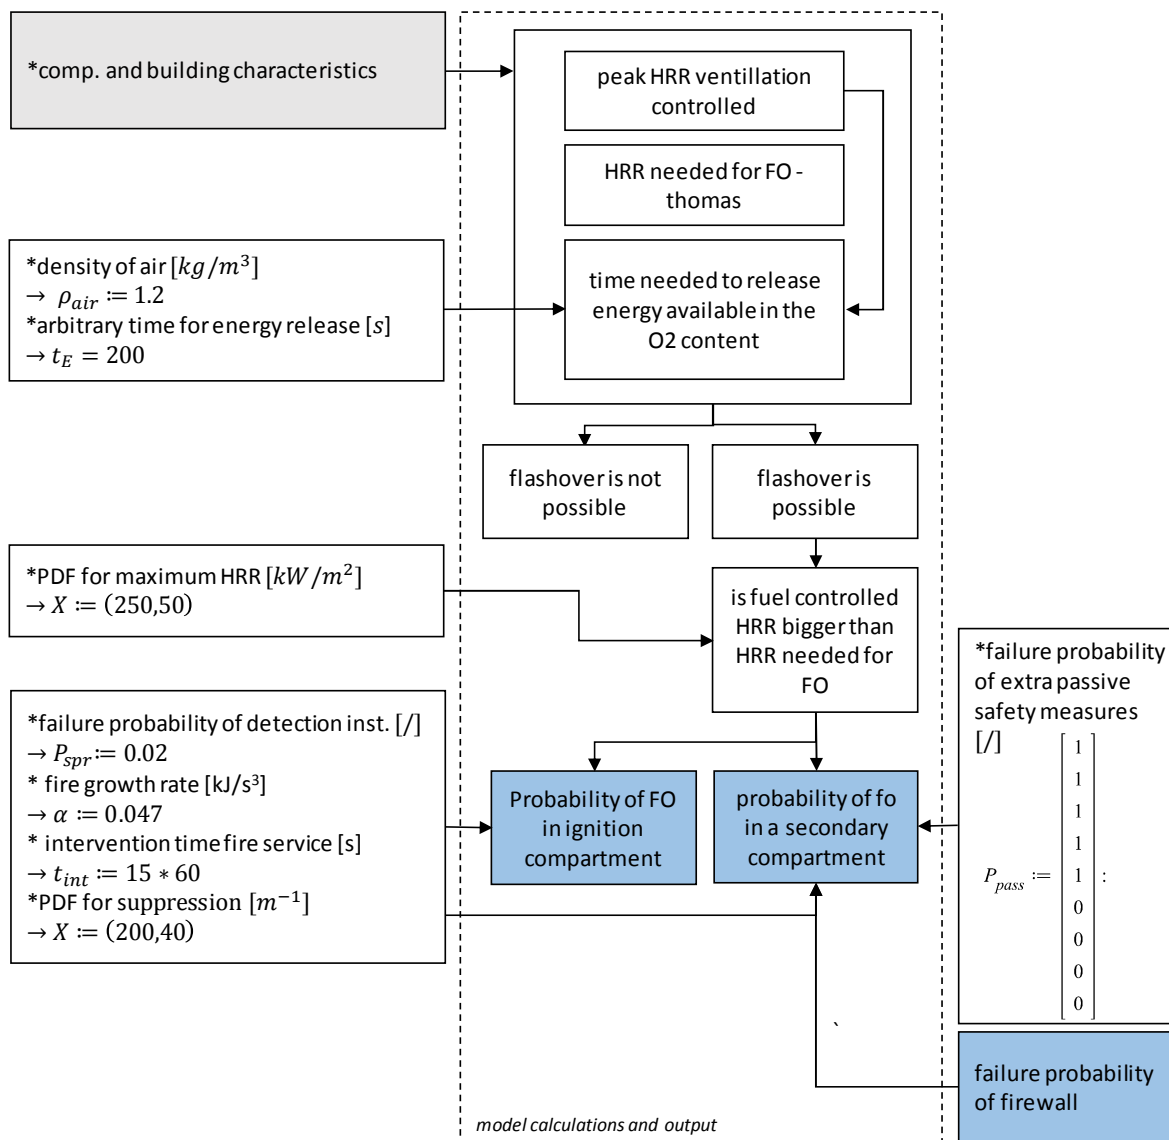 *comp. and building characteristics
peak HRR ventillation
controlled
HRR needed for FO -
thomas
*density of air [kg/m³]
→ ρ_air ≔ 1.2
*arbitrary time for energy release [s]
→ t_E = 200
time needed to release
energy available in the
O2 content
flashover is not
possible
flashover is
possible
*PDF for maximum HRR [kW/m²]
→ X ≔ (250,50)
is fuel controlled
HRR bigger than
HRR needed for
FO
*failure probability of detection inst. [/]
→ P_spr ≔ 0.02
* fire growth rate [kJ/s³]
→ α ≔ 0.047
* intervention time fire service [s]
→ t_int ≔ 15 * 60
*PDF for suppression [m⁻¹]
→ X ≔ (200,40)
Probability of FO
in ignition
compartment
probability of fo
in a secondary
compartment
*failure probability
of extra passive
safety measures
[/]
1
1
1
1
P_pass ≔ 1 :
0
0
0
0
`
failure probability
of firewall
model calculations and output